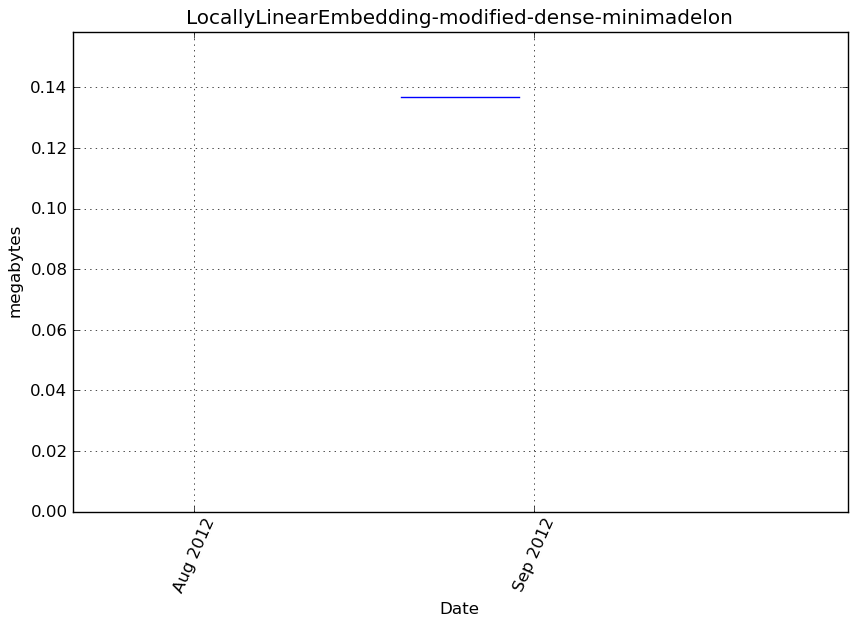 LocallyLinearEmbedding-modified-dense-minimadelon
0.14
0.12
0.10
0.08
0.06
0.04
0.02
0.00
megabytes
Aug 2012
Sep 2012
Date